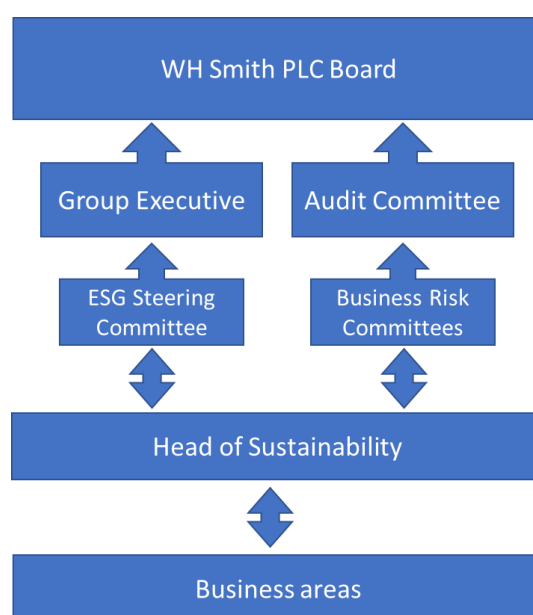 WH Smith PLC Board
Group Executive
Audit Committee
ESG Steering
Committee
Business Risk
Committees
Head of Sustainability
Business areas